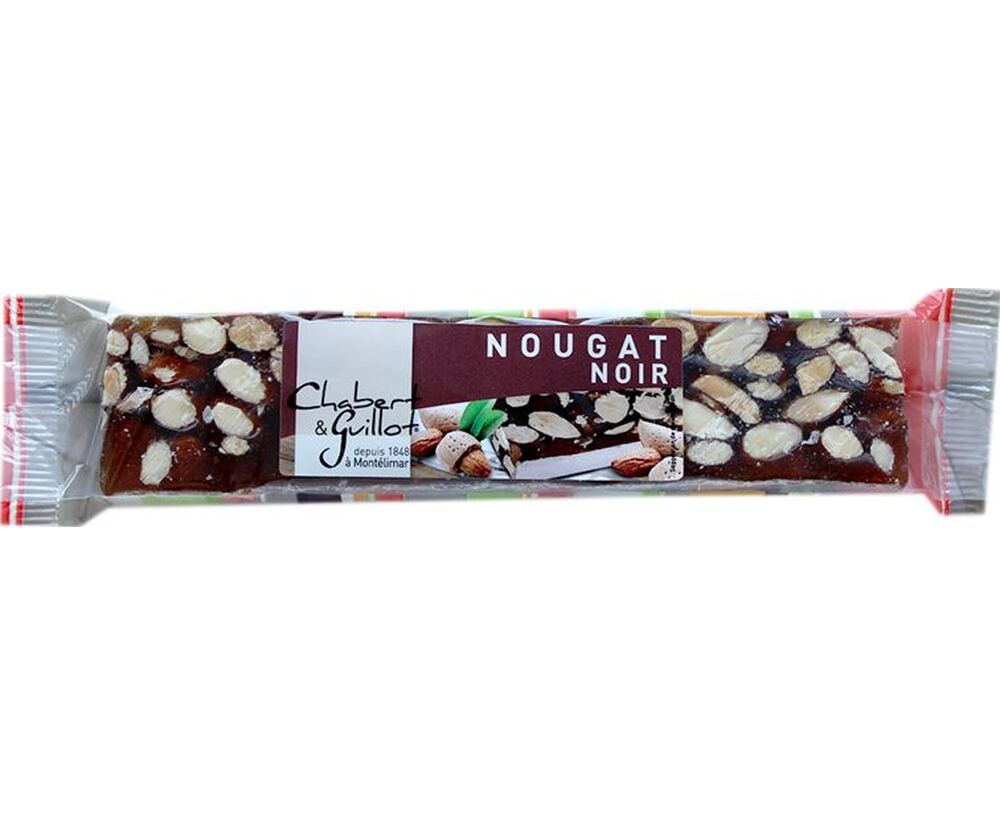 NOUGAT
NOIR
Chabert
& Guillot
depuis 1848
à Montélimar